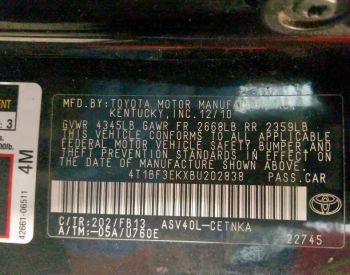 MFD.BY:TOYOTA MOTOR MANUFACTURING
KENTUCKY,INC.12/10
GVWR 4345LB GAWR FR 2668LB RR 2359LB
THIS VEHICLE CONFORMS TO ALL APPLICABLE
FEDERAL MOTOR VEHICLE SAFETY, BUMPER, AND
THEFT PREVENTION STANDARDS IN EFFECT ON
THE DATE OF MANUFACTURE SHOWN ABOVE.
4T1BF3EKXBU202838 PASS.CAR
C/TR:202/FB13 ASV40L-CETNKA
A/TM:-05A/U760E
22745
TOYOTA
4M
42661-06511
3